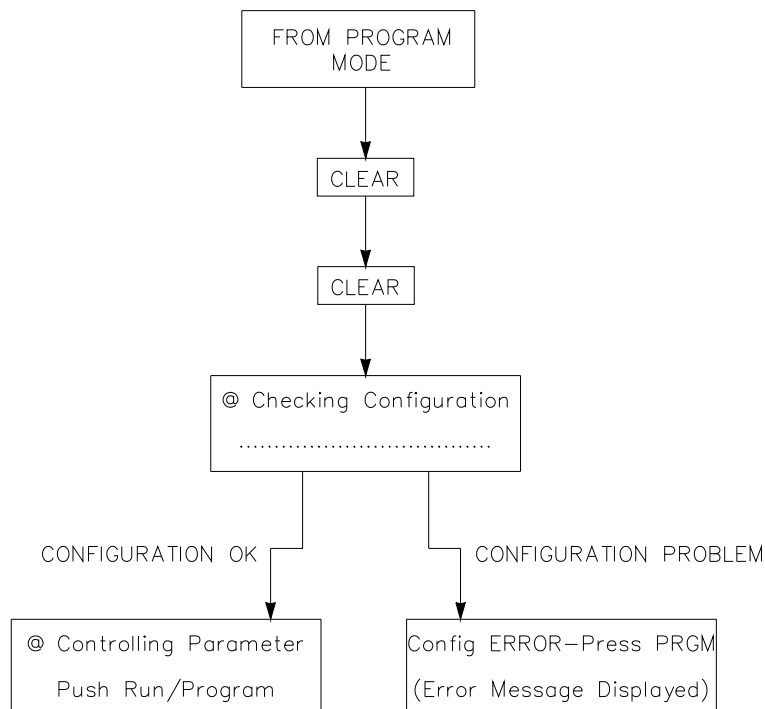 FROM PROGRAM
MODE
CLEAR
CLEAR
@ Checking Configuration
....................................
CONFIGURATION OK
CONFIGURATION PROBLEM
@ Controlling Parameter
Push Run/Program
Config ERROR-Press PRGM
(Error Message Displayed)